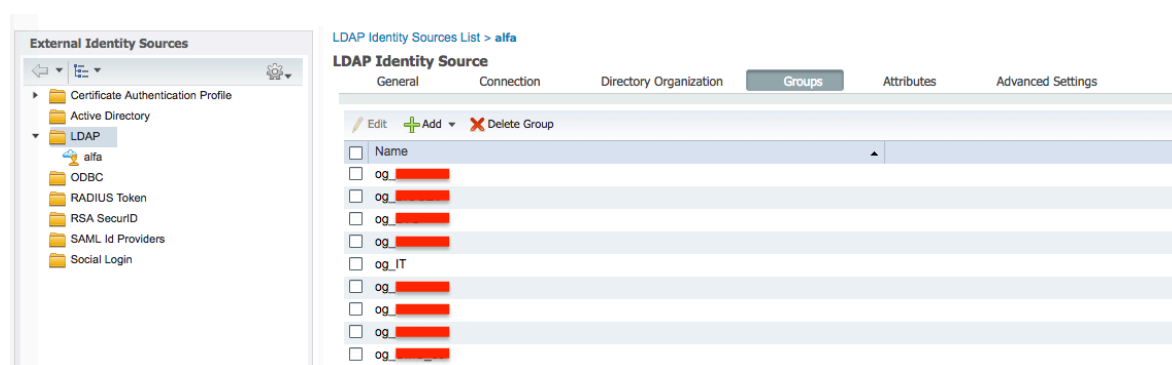 External Identity Sources
Certificate Authentication Profile
Active Directory
LDAP
alfa
ODBC
RADIUS Token
RSA SecurID
SAML Id Providers
Social Login
LDAP Identity Sources List > alfa
LDAP Identity Source
General Connection Directory Organization Groups Attributes Advanced Settings
Edit Add Delete Group
Name
og_
og_
og_
og_
og_IT
og_
og_
og_
og_